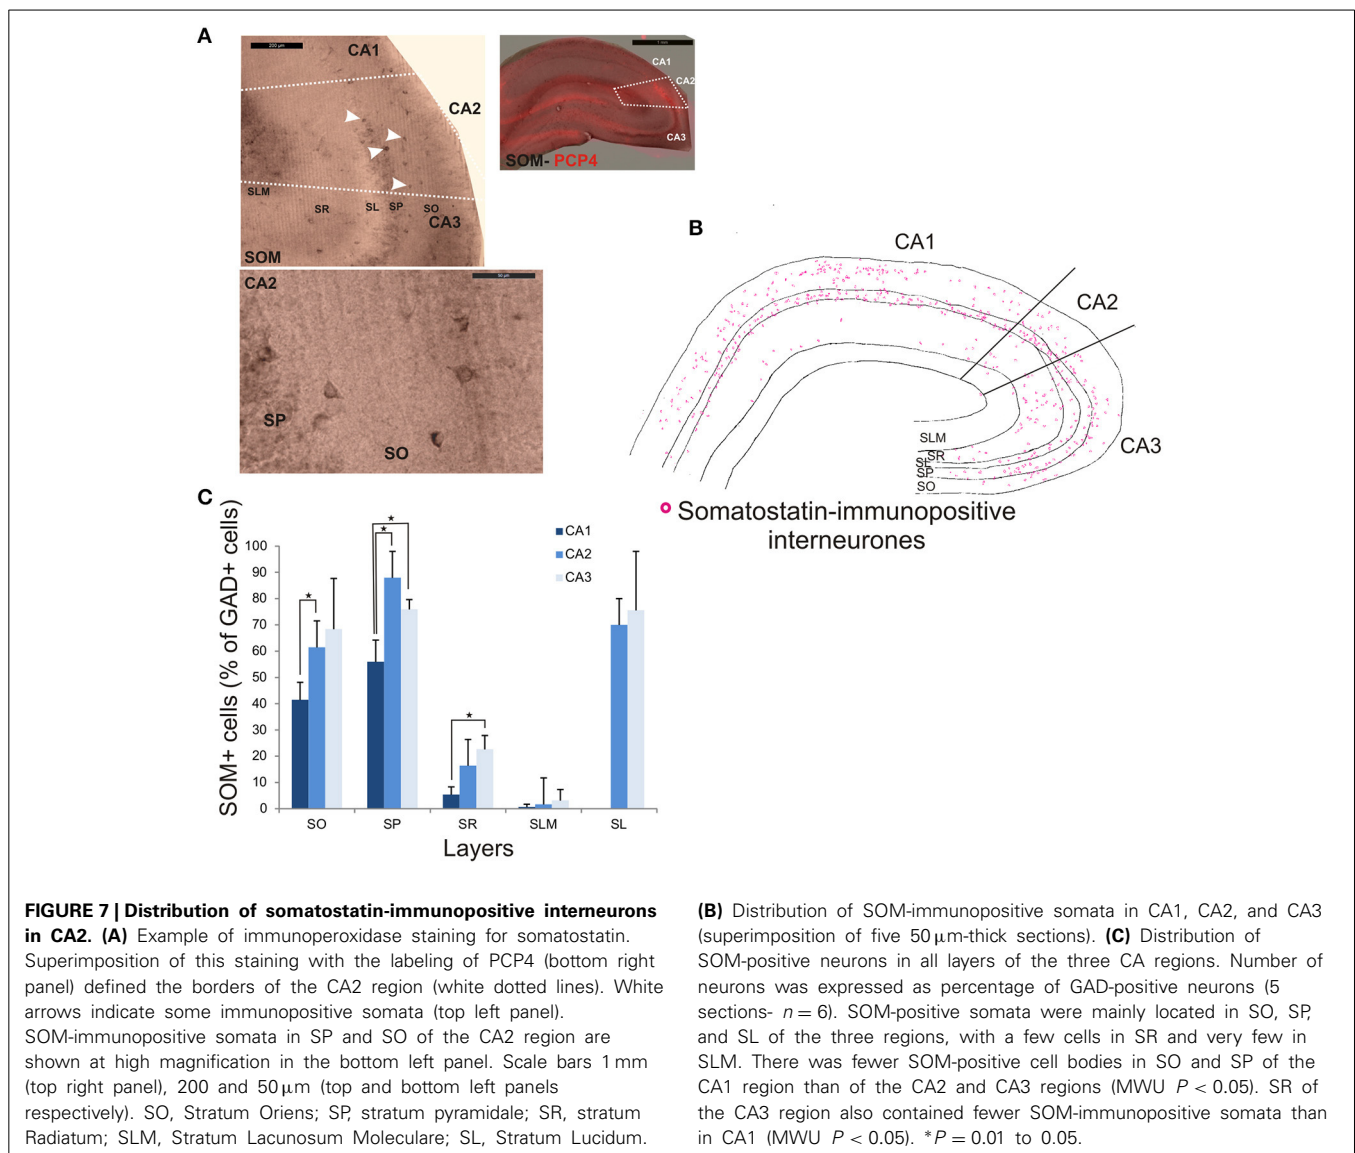 A
200 µm
CA1
CA2
SLM
SR
SL
SP
SO
CA3
SOM
1 mm
CA1
CA2
CA3
SOM- PCP4
CA2
50 µm
SP
SO
B
CA1
CA2
CA3
SLM
SR
SL
SP
SO
Somatostatin-immunopositive
interneurones
C
SOM+ cells (% of GAD+ cells)
100
90
80
70
60
50
40
30
20
10
0
★
★
★
★
CA1
CA2
CA3
SO
SP
SR
SLM
SL
Layers
FIGURE 7 | Distribution of somatostatin-immunopositive interneurons
in CA2. (A) Example of immunoperoxidase staining for somatostatin.
Superimposition of this staining with the labeling of PCP4 (bottom right
panel) defined the borders of the CA2 region (white dotted lines). White
arrows indicate some immunopositive somata (top left panel).
SOM-immunopositive somata in SP and SO of the CA2 region are
shown at high magnification in the bottom left panel. Scale bars 1 mm
(top right panel), 200 and 50 µm (top and bottom left panels
respectively). SO, Stratum Oriens; SP, stratum pyramidale; SR, stratum
Radiatum; SLM, Stratum Lacunosum Moleculare; SL, Stratum Lucidum.
(B) Distribution of SOM-immunopositive somata in CA1, CA2, and CA3
(superimposition of five 50 µm-thick sections). (C) Distribution of
SOM-positive neurons in all layers of the three CA regions. Number of
neurons was expressed as percentage of GAD-positive neurons (5
sections- n = 6). SOM-positive somata were mainly located in SO, SP,
and SL of the three regions, with a few cells in SR and very few in
SLM. There was fewer SOM-positive cell bodies in SO and SP of the
CA1 region than of the CA2 and CA3 regions (MWU P < 0.05). SR of
the CA3 region also contained fewer SOM-immunopositive somata than
in CA1 (MWU P < 0.05). *P = 0.01 to 0.05.